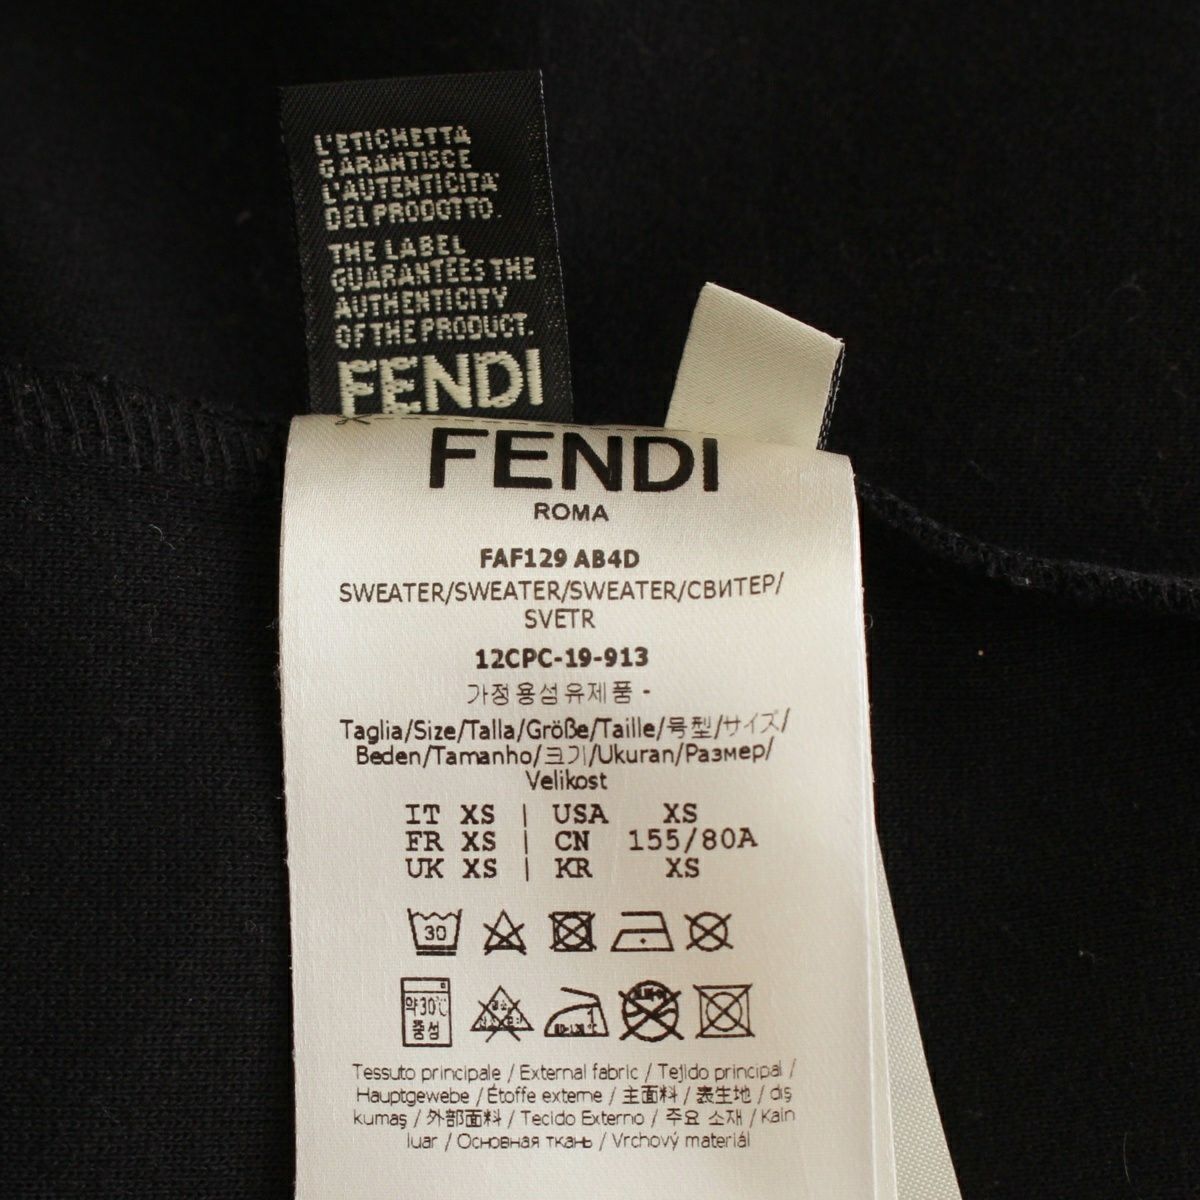 L'ETICHETTA
GARANTISCE
L'AUTENTICITA'
DEL PRODOTTO.
THE LABEL
GUARANTEES THE
AUTHENTICITY
OF THE PRODUCT.
FENDI
FENDI
ROMA
FAF129 AB4D
SWEATER/SWEATER/SWEATER/СВИТЕР/
SVETR
12CPC-19-913
가정용섬유제품 -
Taglia/Size/Talla/Größe/Taille/号型/サイズ/
Beden/Tamanho/크기/Ukuran/Размер/
Velikost
IT XS | USA XS
FR XS | CN 155/80A
UK XS | KR XS
30
약30℃
중성
Tessuto principale / External fabric / Tejido principal /
Hauptgewebe / Étoffe externe / 主面料 / 表生地 / diş
kumaş / 外部面料 / Tecido Externo / 주요 소재 / Kain
luar / Основная ткань / Vrchový materiál